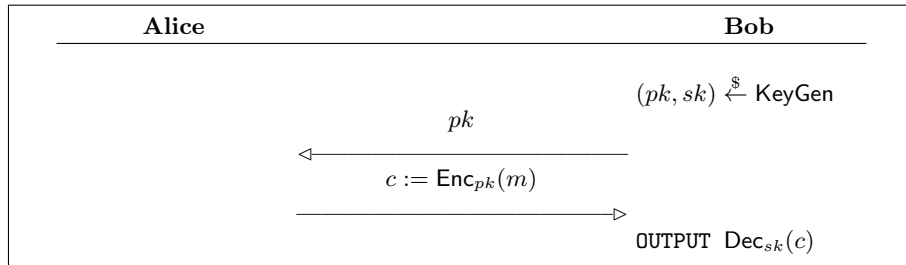 Alice Bob
(pk, sk) $← KeyGen
pk
c := Enc_pk(m)
OUTPUT Dec_sk(c)